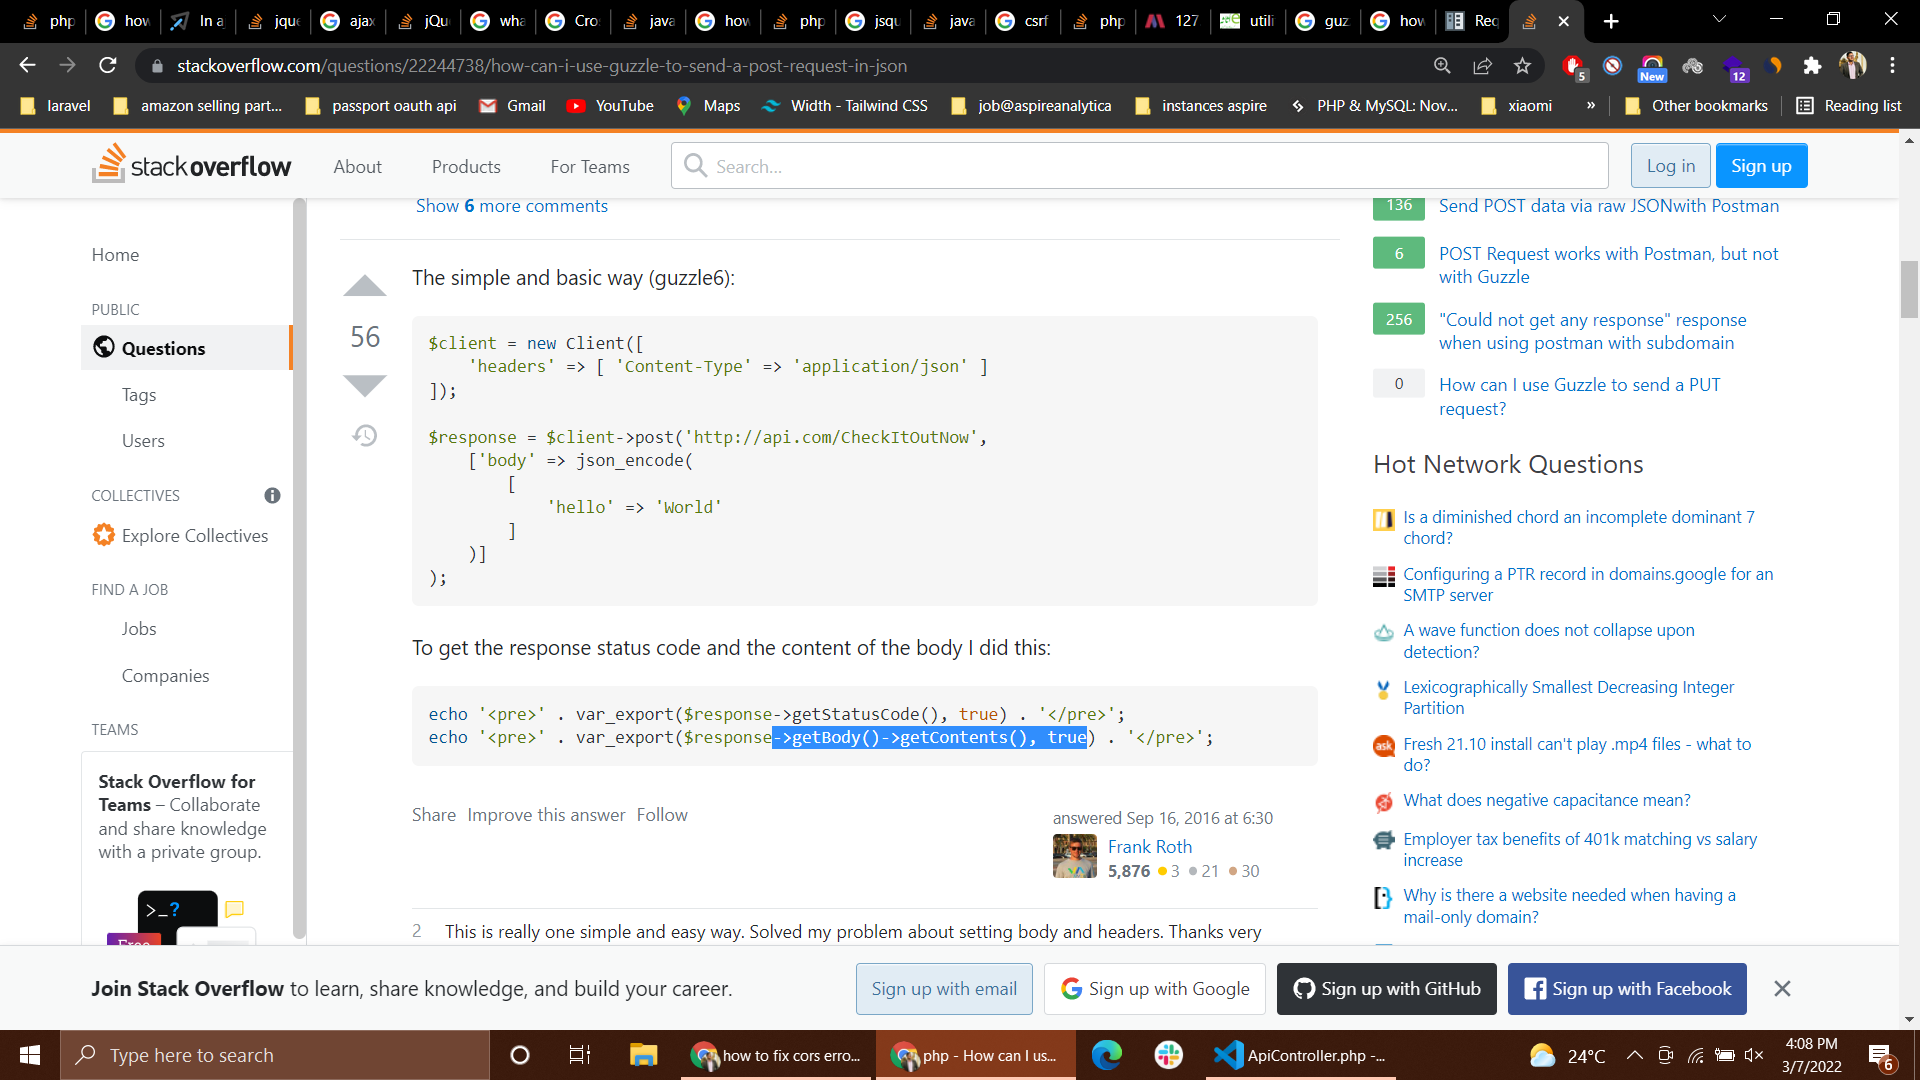 php
how
In a
jque
how
ajax
jQue
wha
Cros
java
how
php
jsqu
java
csrf
php
127
utili
guz
how
Req
stackoverflow.com/questions/22244738/how-can-i-use-guzzle-to-send-a-post-request-in-json
5
New
12
laravel
amazon selling part...
passport oauth api
Gmail
YouTube
Maps
Width - Tailwind CSS
job@aspireanalytica
instances aspire
PHP & MySQL: Nov...
xiaomi
»
Other bookmarks
Reading list
stackoverflow
About
Products
For Teams
Search...
Log in
Sign up
Home
PUBLIC
Questions
Tags
Users
COLLECTIVES
Explore Collectives
FIND A JOB
Jobs
Companies
TEAMS
Stack Overflow for
Teams – Collaborate
and share knowledge
with a private group.
>_?
Free
Show 6 more comments
56
The simple and basic way (guzzle6):
$client = new Client([
    'headers' => [ 'Content-Type' => 'application/json' ]
]);
$response = $client->post('http://api.com/CheckItOutNow',
    ['body' => json_encode(
        [
            'hello' => 'World'
        ]
    )]
);
To get the response status code and the content of the body I did this:
echo '<pre>' . var_export($response->getStatusCode(), true) . '</pre>';
echo '<pre>' . var_export($response->getBody()->getContents(), true) . '</pre>';
Share Improve this answer Follow
answered Sep 16, 2016 at 6:30
Frank Roth
5,876 3 21 30
2 This is really one simple and easy way. Solved my problem about setting body and headers. Thanks very
136 Send POST data via raw JSONwith Postman
6 POST Request works with Postman, but not
with Guzzle
256 "Could not get any response" response
when using postman with subdomain
0 How can I use Guzzle to send a PUT
request?
Hot Network Questions
Is a diminished chord an incomplete dominant 7
chord?
Configuring a PTR record in domains.google for an
SMTP server
A wave function does not collapse upon
detection?
Lexicographically Smallest Decreasing Integer
Partition
ask
Fresh 21.10 install can't play .mp4 files - what to
do?
What does negative capacitance mean?
Employer tax benefits of 401k matching vs salary
increase
Why is there a website needed when having a
mail-only domain?
Join Stack Overflow to learn, share knowledge, and build your career.
Sign up with email
Sign up with Google
Sign up with GitHub
Sign up with Facebook
Type here to search
how to fix cors erro...
php - How can I us...
ApiController.php -...
24°C
4:08 PM
3/7/2022
6